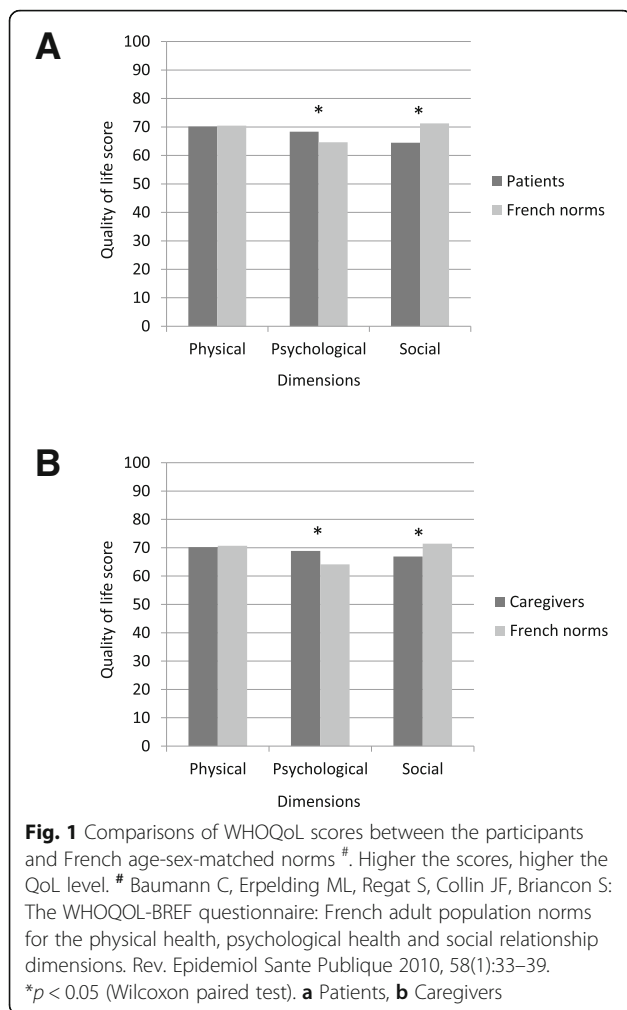 A
100
90
80
70
60
50
40
30
20
10
0
Quality of life score
* *
Patients
French norms
Physical Psychological Social
Dimensions
B
100
90
80
70
60
50
40
30
20
10
0
Quality of life score
* *
Caregivers
French norms
Physical Psychological Social
Dimensions
Fig. 1 Comparisons of WHOQoL scores between the participants
and French age-sex-matched norms #. Higher the scores, higher the
QoL level. # Baumann C, Erpelding ML, Regat S, Collin JF, Briancon S:
The WHOQOL-BREF questionnaire: French adult population norms
for the physical health, psychological health and social relationship
dimensions. Rev. Epidemiol Sante Publique 2010, 58(1):33–39.
*p < 0.05 (Wilcoxon paired test). a Patients, b Caregivers